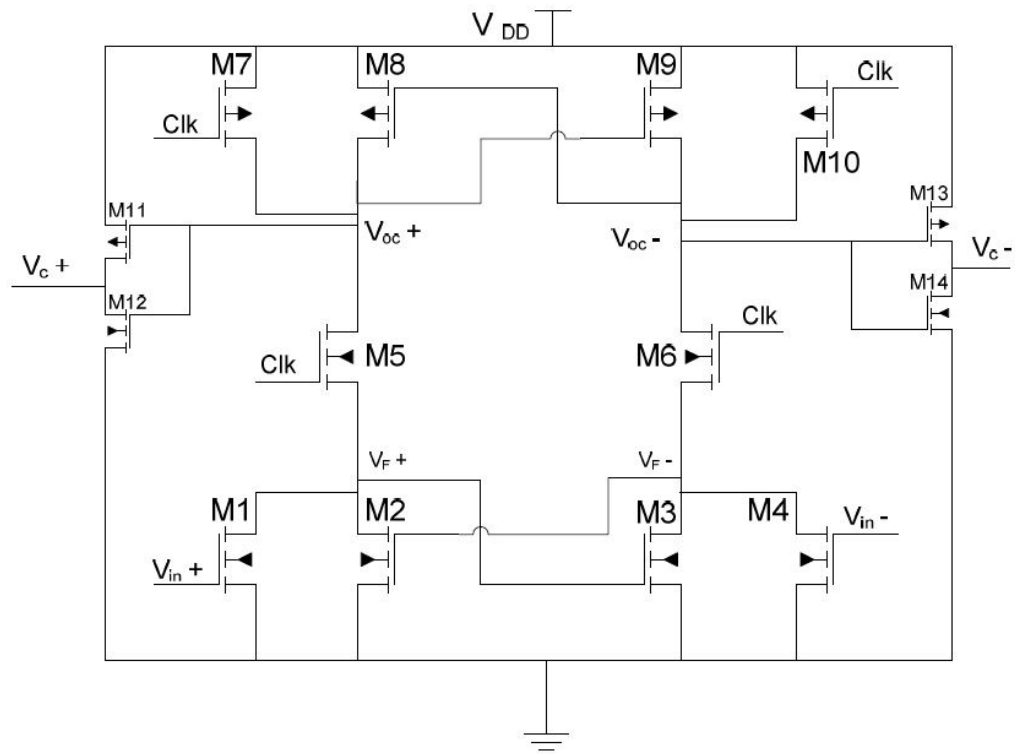 V DD
M7
M8
M9
Clk
Clk
M10
M11
M13
Voc +
Voc -
Vc +
Vc -
M12
M14
Clk
M5
M6
Clk
VF +
VF -
M1
M2
M3
M4
Vin -
Vin +